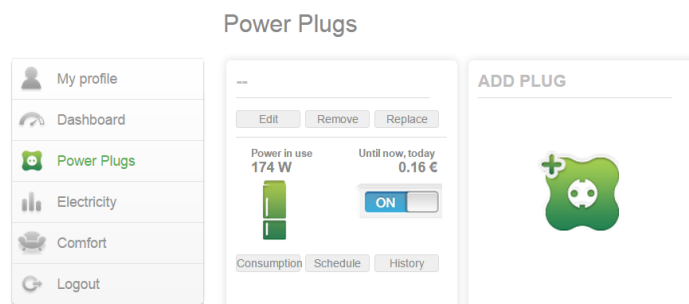 Power Plugs
My profile
Dashboard
Power Plugs
Electricity
Comfort
Logout
--
Edit Remove Replace
Power in use Until now, today
174 W 0.16 €
ON
Consumption Schedule History
ADD PLUG